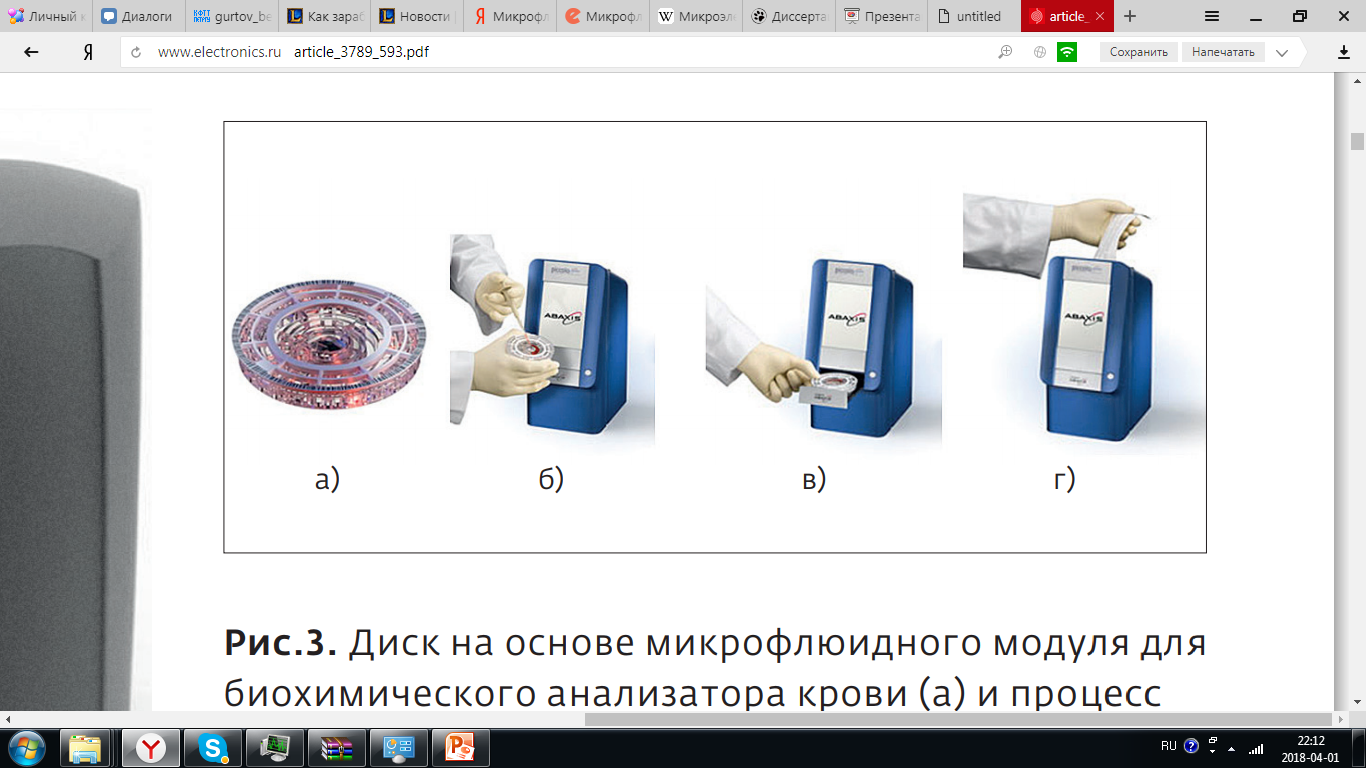 Личный к
Диалоги
gurtov_be
Как зараб
Новости |
Микрофл
Микрофл
Микроэле
Диссерта
Презента
untitled
article_
www.electronics.ru article_3789_593.pdf
Сохранить
Напечатать
ABAXIS
ABAXIS
ABAXIS
а) б) в) г)
Рис.3. Диск на основе микрофлюидного модуля для
биохимического анализатора крови (а) и процесс
RU
22:12
2018-04-01